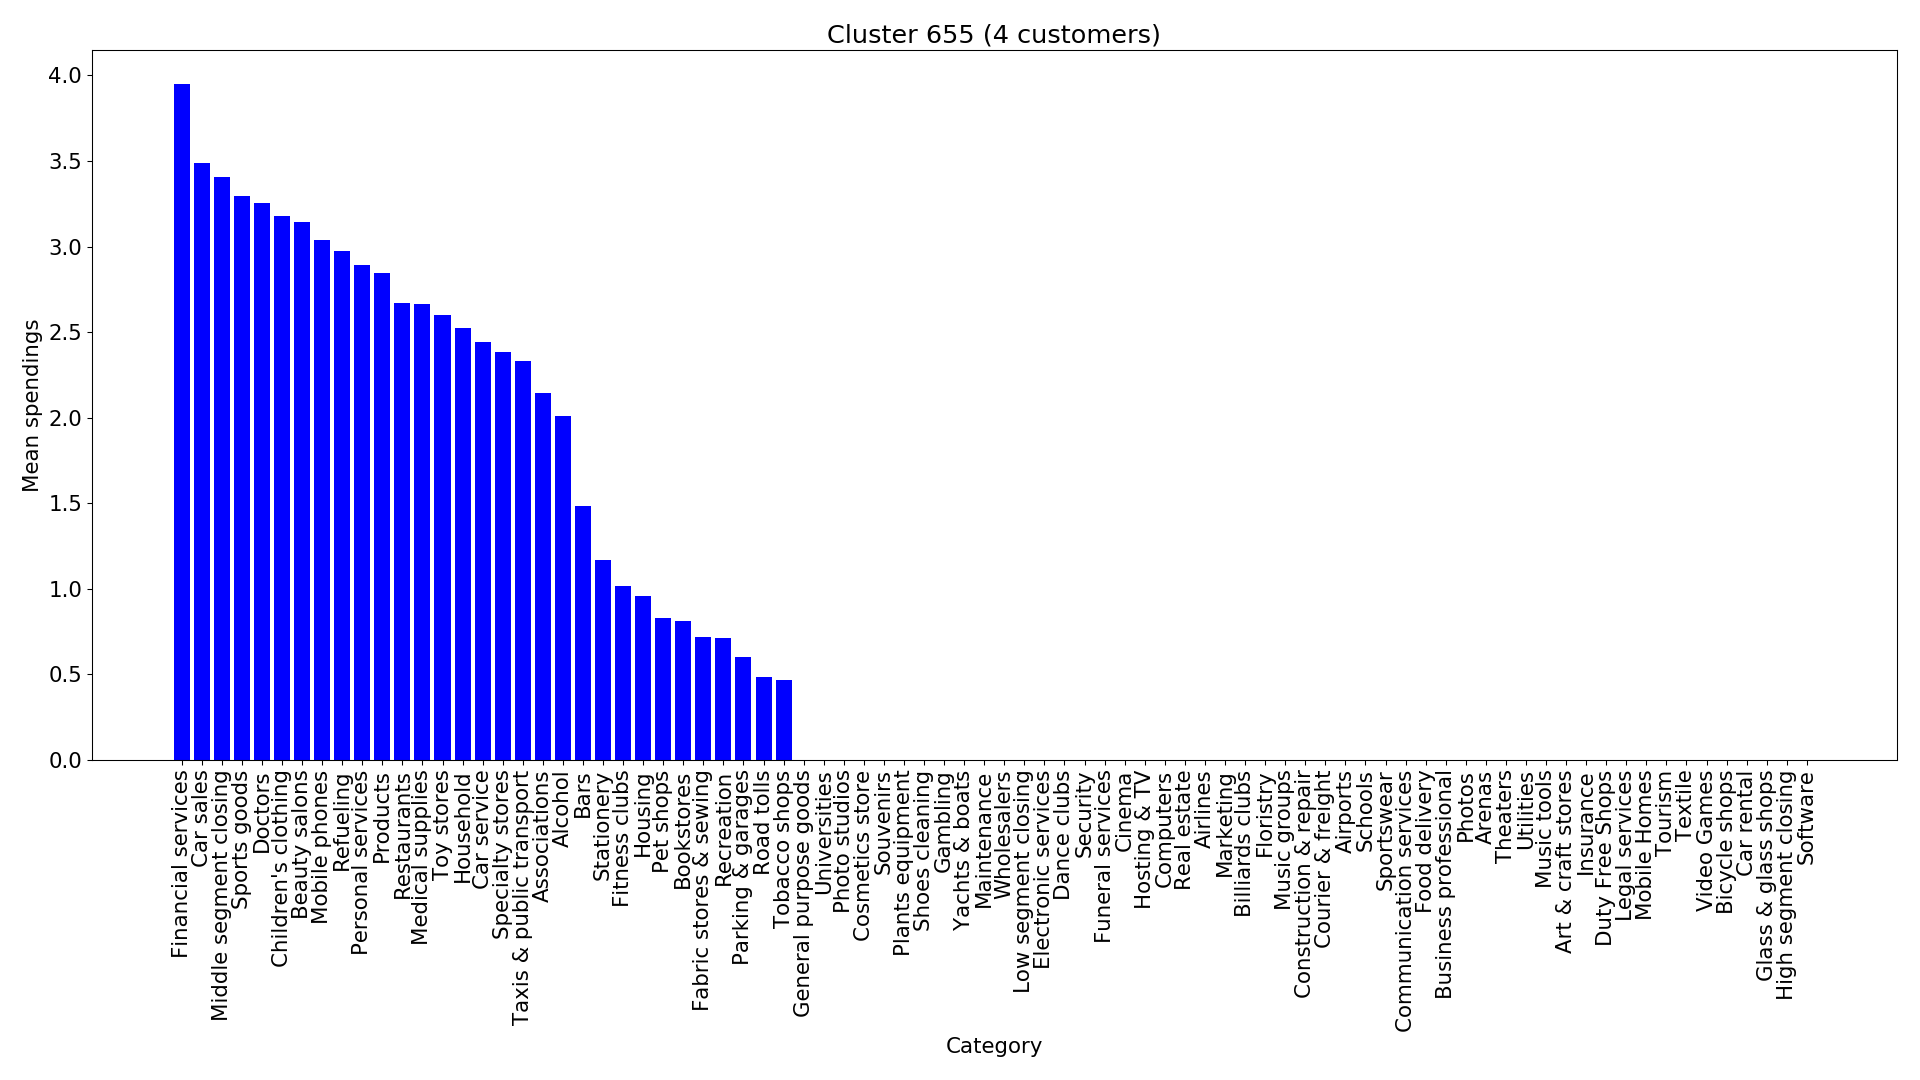 Cluster 655 (4 customers)
4.0
3.5
3.0
2.5
2.0
1.5
1.0
0.5
0.0
Mean spendings
Financial services
Car sales
Middle segment closing
Sports goods
Doctors
Children's clothing
Beauty salons
Mobile phones
Refueling
Personal services
Products
Restaurants
Medical supplies
Toy stores
Household
Car service
Specialty stores
Taxis & public transport
Associations
Alcohol
Bars
Stationery
Fitness clubs
Housing
Pet shops
Bookstores
Fabric stores & sewing
Recreation
Parking & garages
Road tolls
Tobacco shops
General purpose goods
Universities
Photo studios
Cosmetics store
Souvenirs
Plants equipment
Shoes cleaning
Gambling
Yachts & boats
Maintenance
Wholesalers
Low segment closing
Electronic services
Dance clubs
Security
Funeral services
Cinema
Hosting & TV
Computers
Real estate
Airlines
Marketing
Billiards clubs
Floristry
Music groups
Construction & repair
Courier & freight
Airports
Schools
Sportswear
Communication services
Food delivery
Business professional
Photos
Arenas
Theaters
Utilities
Music tools
Art & craft stores
Insurance
Duty Free Shops
Legal services
Mobile Homes
Tourism
Textile
Video Games
Bicycle shops
Car rental
Glass & glass shops
High segment closing
Software
Category